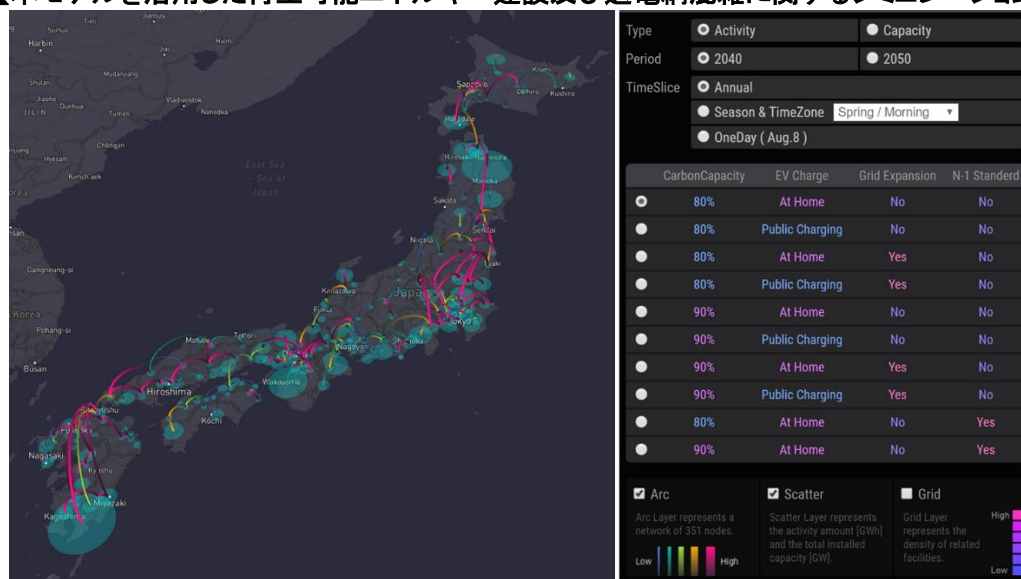 Type
Activity
Capacity
Period
2040
2050
TimeSlice
Annual
Season & TimeZone
Spring / Morning
OneDay ( Aug.8 )
CarbonCapacity EV Charge Grid Expansion N-1 Standerd
80% At Home No No
80% Public Charging No No
80% At Home Yes No
80% Public Charging Yes No
90% At Home No No
90% Public Charging No No
90% At Home Yes No
90% Public Charging Yes No
80% At Home No Yes
90% At Home No Yes
Arc
Arc Layer represents a
network of 351 nodes.
Low High
Scatter
Scatter Layer represents
the activity amount [GWh]
and the total installed
capacity [GW].
Grid
Grid Layer
represents the
density of related
facilities.
High
Low
Harbin
Mudanjiang
Jiaohe
Dunhua
JILIN
Tumen
Vladivostok
Nakhodka
Hyesan
Chongjin
Kimch'aek
East Sea
— Sea of
Japan
Gangneung-si
Pohang-si
Busan
Sapporo
Kitami
Obihiro
Kushiro
Hakodate
Hirosaki
Morioka
Sakata
Sendai
Niigata
Iwaki
Japan
Kanazawa
Tokyo
Nagoya
Tottori
Matsue
Osaka
Wakayama
Hiroshima
Kochi
Nagasaki
Kyushu
Miyazaki
Kagoshima